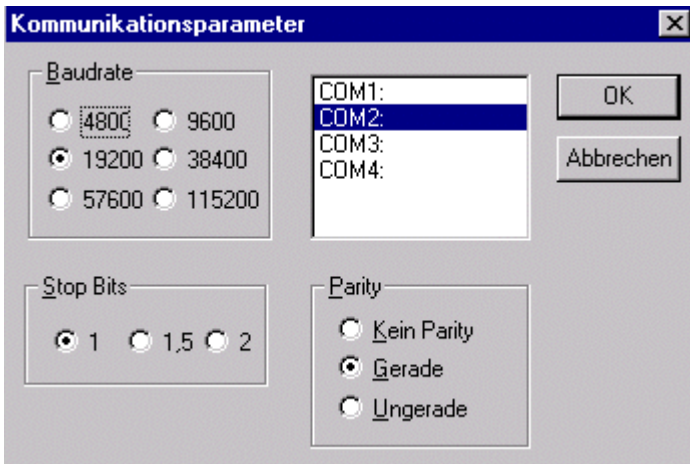 Kommunikationsparameter
Baudrate
4800 9600
19200 38400
57600 115200
COM1:
COM2:
COM3:
COM4:
OK
Abbrechen
Stop Bits
1 1,5 2
Parity
Kein Parity
Gerade
Ungerade